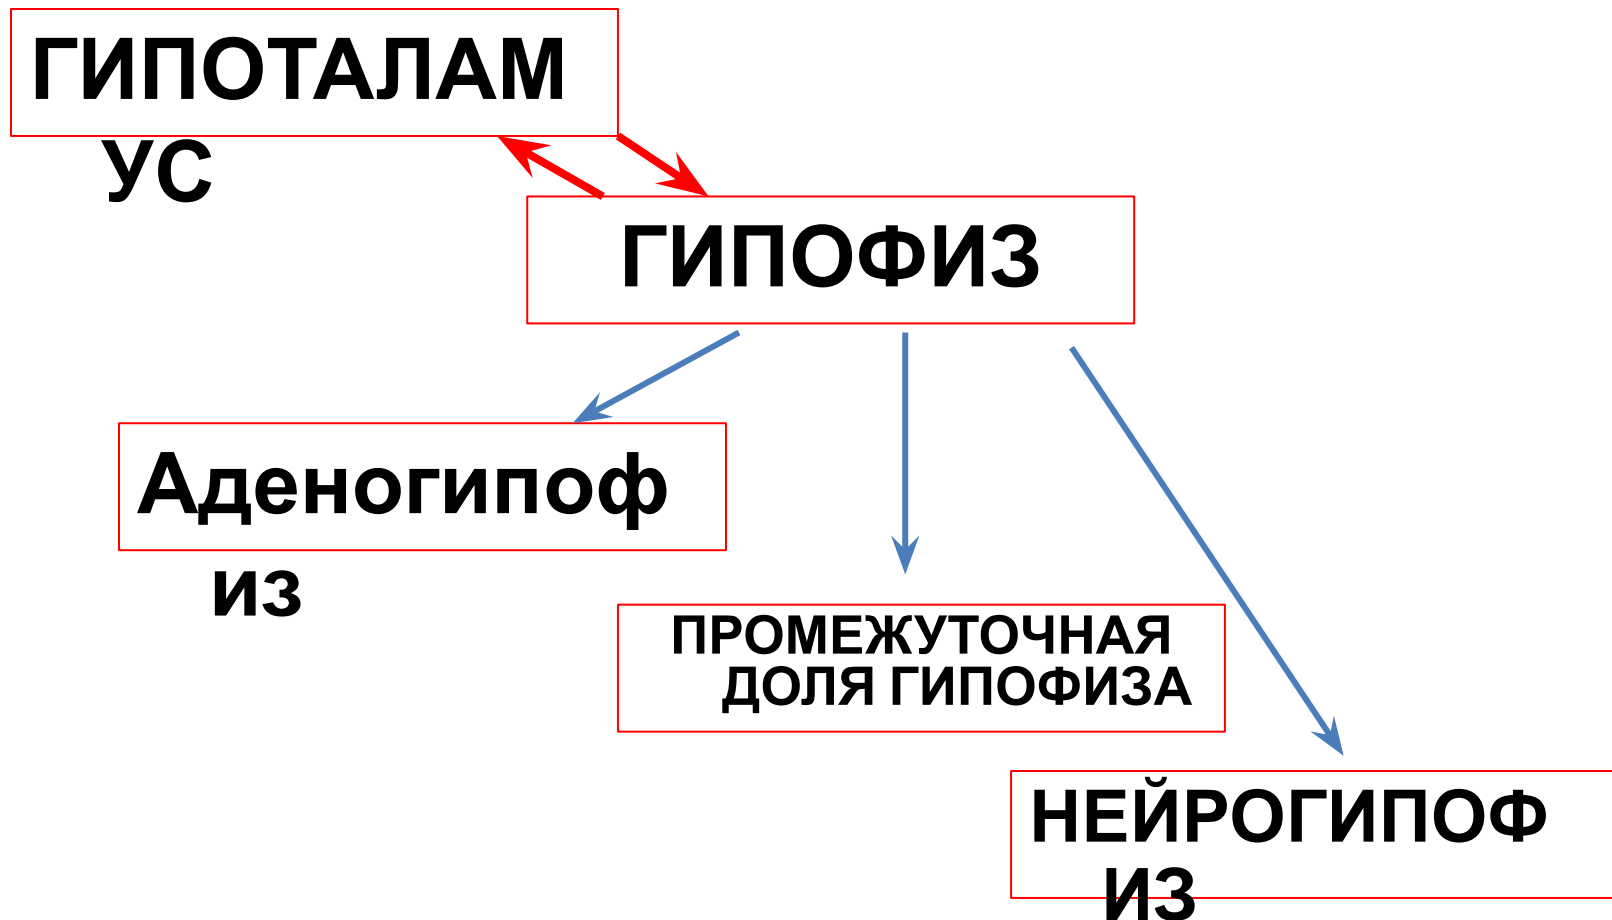 ГИПОТАЛАМ
УС
ГИПОФИЗ
Аденогипоф
из
ПРОМЕЖУТОЧНАЯ
ДОЛЯ ГИПОФИЗА
НЕЙРОГИПОФ
ИЗ